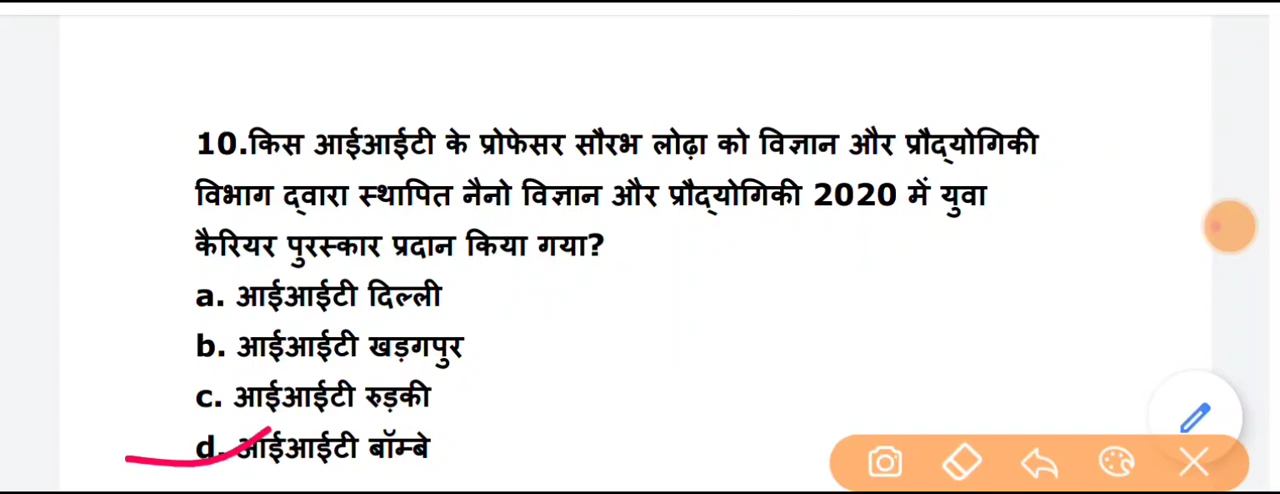 10.किस आईआईटी के प्रोफेसर सौरभ लोढ़ा को विज्ञान और प्रौद्योगिकी
विभाग द्वारा स्थापित नैनो विज्ञान और प्रौद्योगिकी 2020 में युवा
कैरियर पुरस्कार प्रदान किया गया?
a. आईआईटी दिल्ली
b. आईआईटी खड़गपुर
c. आईआईटी रुड़की
d. आईआईटी बॉम्बे